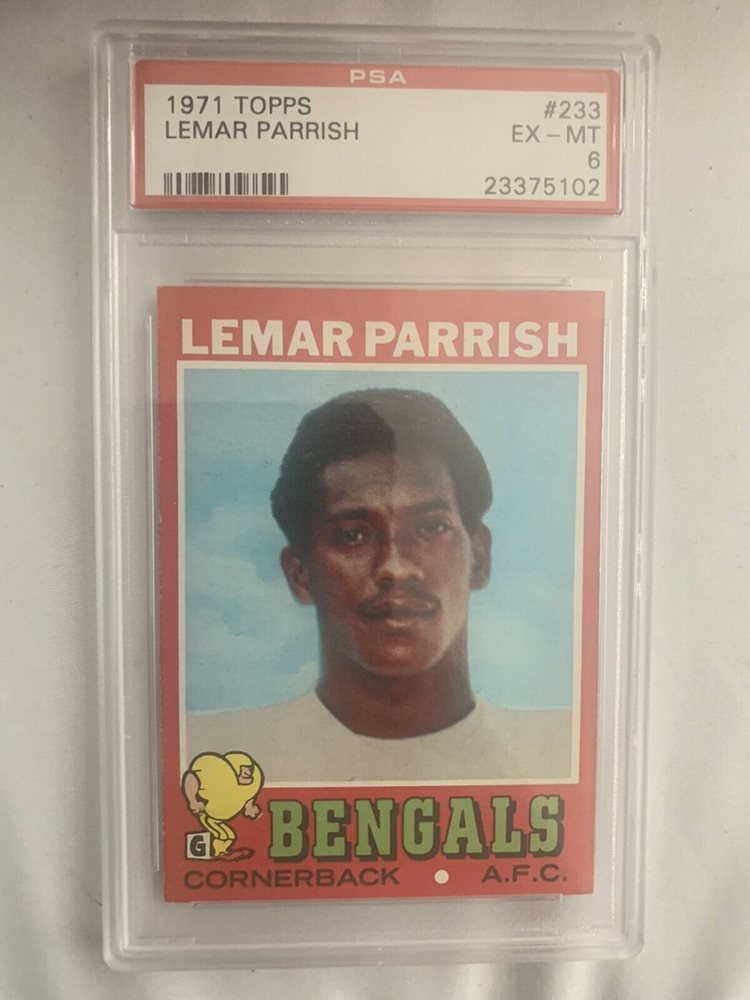 PSA
1971 TOPPS #233
LEMAR PARRISH EX - MT
6
23375102
LEMAR PARRISH
G
BENGALS
CORNERBACK • A.F.C.